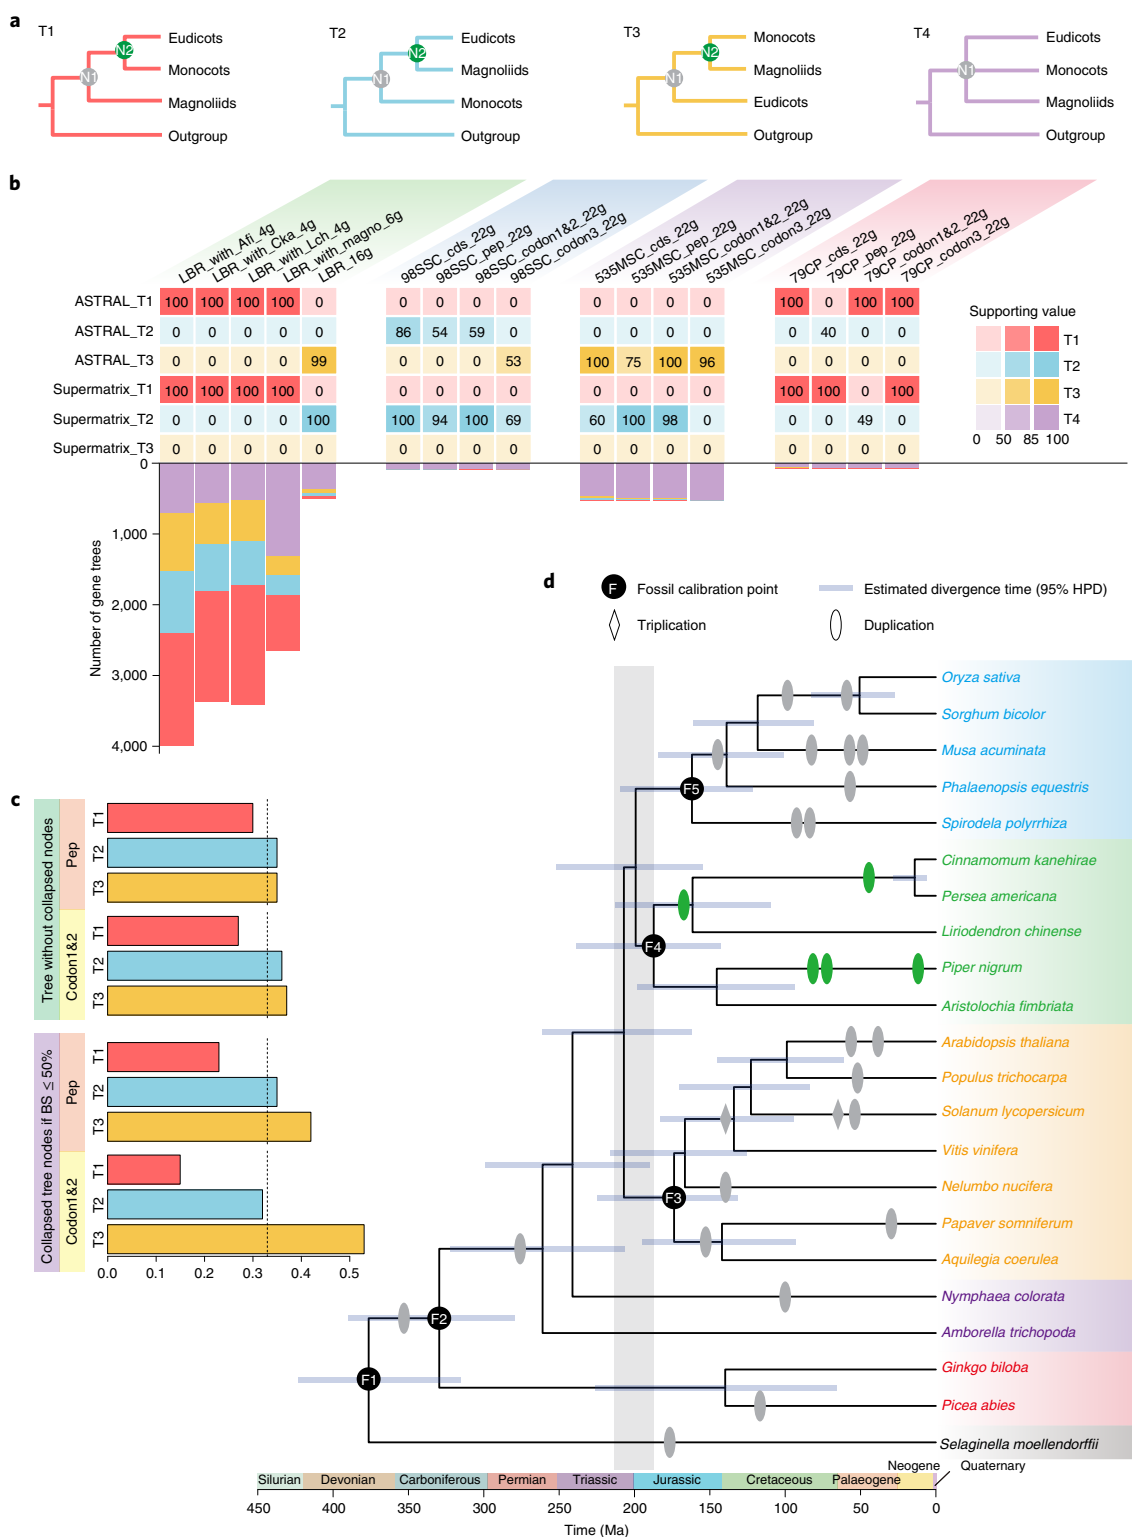 a
T1
Eudicots
N2
Monocots
N1
Magnoliids
Outgroup
T2
Eudicots
N2
Magnoliids
N1
Monocots
Outgroup
T3
Monocots
N2
Magnoliids
N1
Eudicots
Outgroup
T4
Eudicots
N1
Monocots
Magnoliids
Outgroup
b
LBR_with_Afi_4g
LBR_with_Cka_4g
LBR_with_Lch_4g
LBR_with_magno_6g
LBR_16g
98SSC_cds_22g
98SSC_pep_22g
98SSC_codon1&2_22g
98SSC_codon3_22g
535MSC_cds_22g
535MSC_pep_22g
535MSC_codon1&2_22g
535MSC_codon3_22g
79CP_cds_22g
79CP_pep_22g
79CP_codon1&2_22g
79CP_codon3_22g
ASTRAL_T1 100 100 100 100 0 0 0 0 0 0 0 0 0 100 0 100 100
ASTRAL_T2 0 0 0 0 0 86 54 59 0 0 0 0 0 0 40 0 0
ASTRAL_T3 0 0 0 0 99 0 0 0 53 100 75 100 96 0 0 0 0
Supermatrix_T1 100 100 100 100 0 0 0 0 0 0 0 0 0 100 100 0 100
Supermatrix_T2 0 0 0 0 100 100 94 100 69 60 100 98 0 0 0 49 0
Supermatrix_T3 0 0 0 0 0 0 0 0 0 0 0 0 0 0 0 0 0
Supporting value
T1
T2
T3
T4
0 50 85 100
0
1,000
2,000
3,000
4,000
Number of gene trees
c
Tree without collapsed nodes
Pep
T1
T2
T3
Codon1&2
T1
T2
T3
Collapsed tree nodes if BS ≤ 50%
Pep
T1
T2
T3
Codon1&2
T1
T2
T3
0.0 0.1 0.2 0.3 0.4 0.5
d
F Fossil calibration point
Estimated divergence time (95% HPD)
Triplication
Duplication
Oryza sativa
Sorghum bicolor
Musa acuminata
Phalaenopsis equestris
F5
Spirodela polyrrhiza
Cinnamomum kanehirae
Persea americana
Liriodendron chinense
F4
Piper nigrum
Aristolochia fimbriata
Arabidopsis thaliana
Populus trichocarpa
Solanum lycopersicum
Vitis vinifera
Nelumbo nucifera
F3
Papaver somniferum
Aquilegia coerulea
Nymphaea colorata
F2
Amborella trichopoda
Ginkgo biloba
F1
Picea abies
Selaginella moellendorffii
Neogene Quaternary
Silurian Devonian Carboniferous Permian Triassic Jurassic Cretaceous Palaeogene
450 400 350 300 250 200 150 100 50 0
Time (Ma)